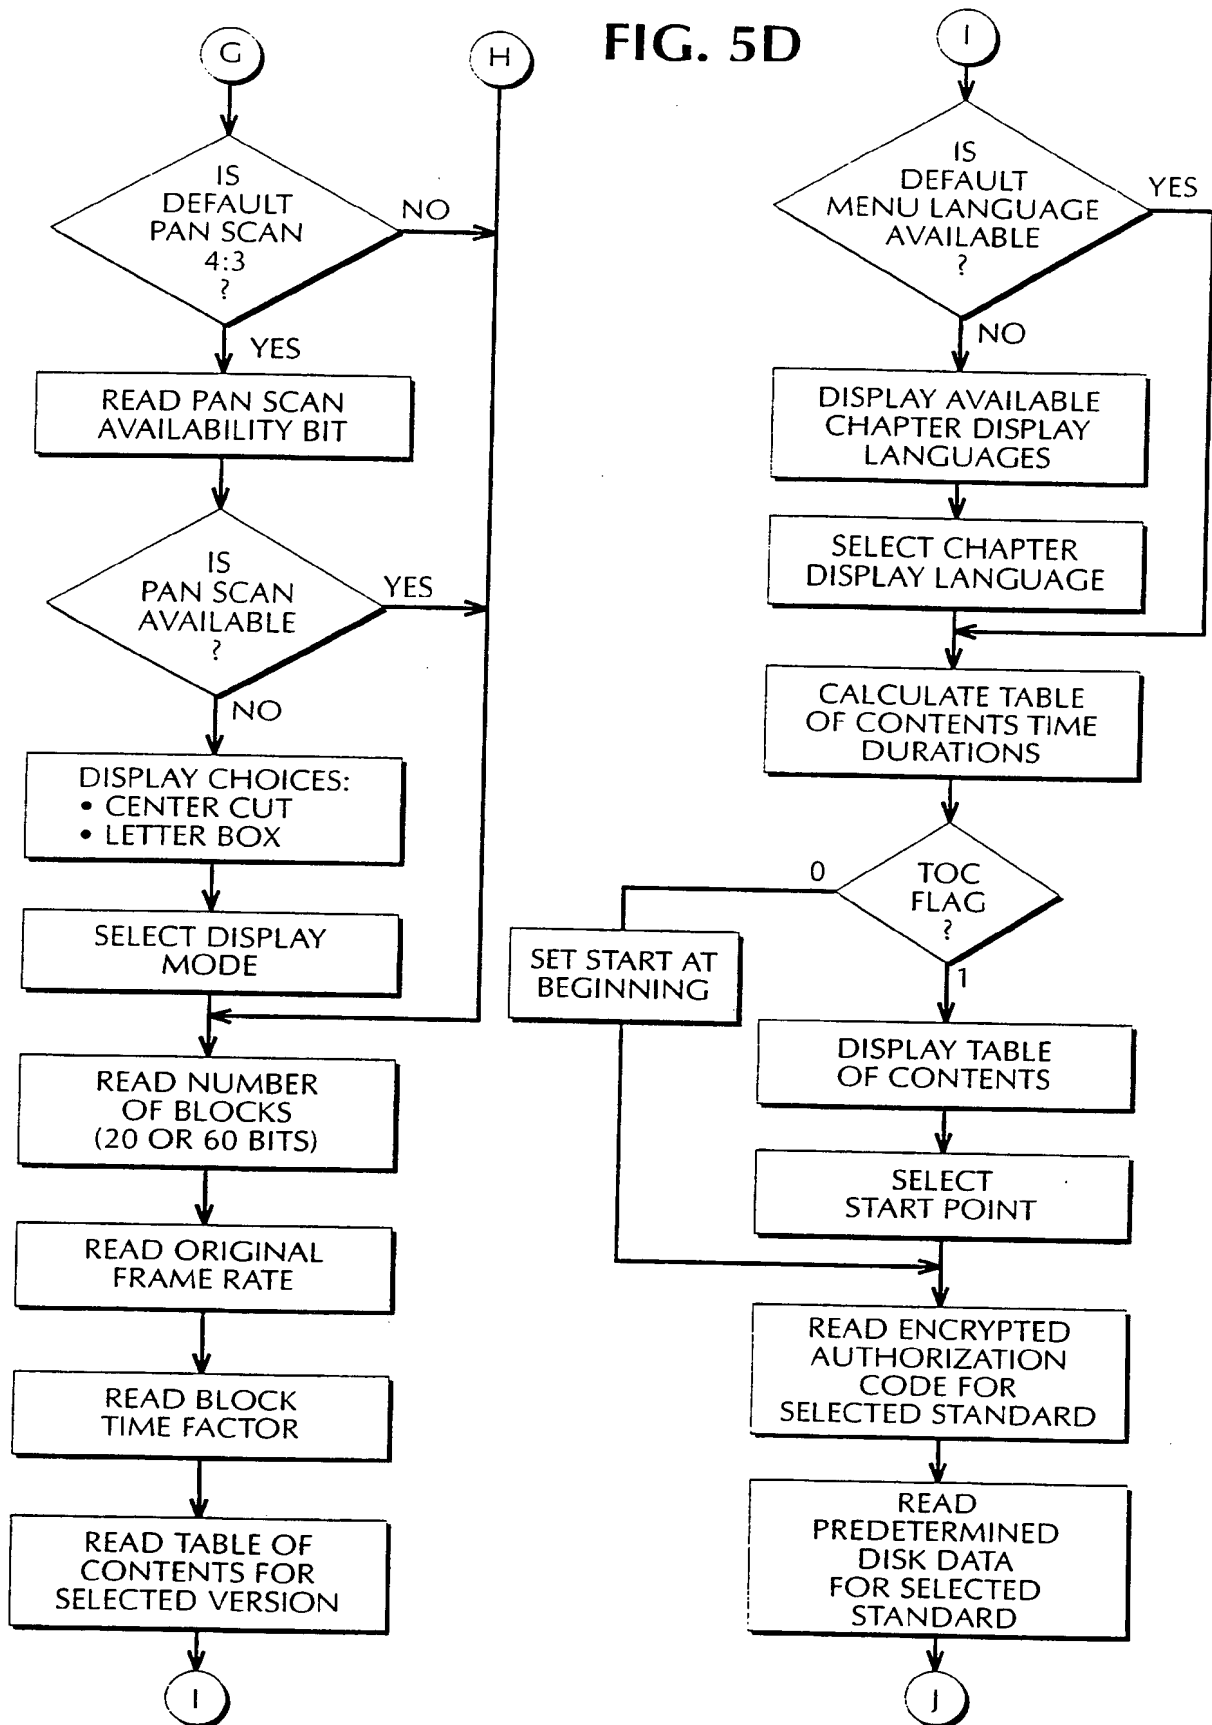 FIG. 5D
G
H
IS
DEFAULT
PAN SCAN
4:3
?
NO
YES
READ PAN SCAN
AVAILABILITY BIT
IS
PAN SCAN
AVAILABLE
?
YES
NO
DISPLAY CHOICES:
• CENTER CUT
• LETTER BOX
SELECT DISPLAY
MODE
READ NUMBER
OF BLOCKS
(20 OR 60 BITS)
READ ORIGINAL
FRAME RATE
READ BLOCK
TIME FACTOR
READ TABLE OF
CONTENTS FOR
SELECTED VERSION
I
I
IS
DEFAULT
MENU LANGUAGE
AVAILABLE
?
YES
NO
DISPLAY AVAILABLE
CHAPTER DISPLAY
LANGUAGES
SELECT CHAPTER
DISPLAY LANGUAGE
CALCULATE TABLE
OF CONTENTS TIME
DURATIONS
TOC
FLAG
?
0
1
SET START AT
BEGINNING
DISPLAY TABLE
OF CONTENTS
SELECT
START POINT
READ ENCRYPTED
AUTHORIZATION
CODE FOR
SELECTED STANDARD
READ
PREDETERMINED
DISK DATA
FOR SELECTED
STANDARD
J